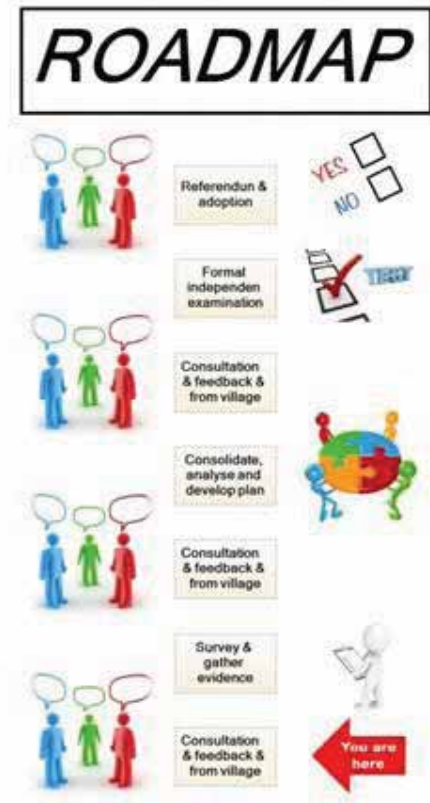 ROADMAP
Referendun &
adoption
YES
NO
Formal
independen
examination
Consultation
& feedback &
from village
Consolidate,
analyse and
develop plan
Consultation
& feedback &
from village
Survey &
gather
evidence
Consultation
& feedback &
from village
You are
here